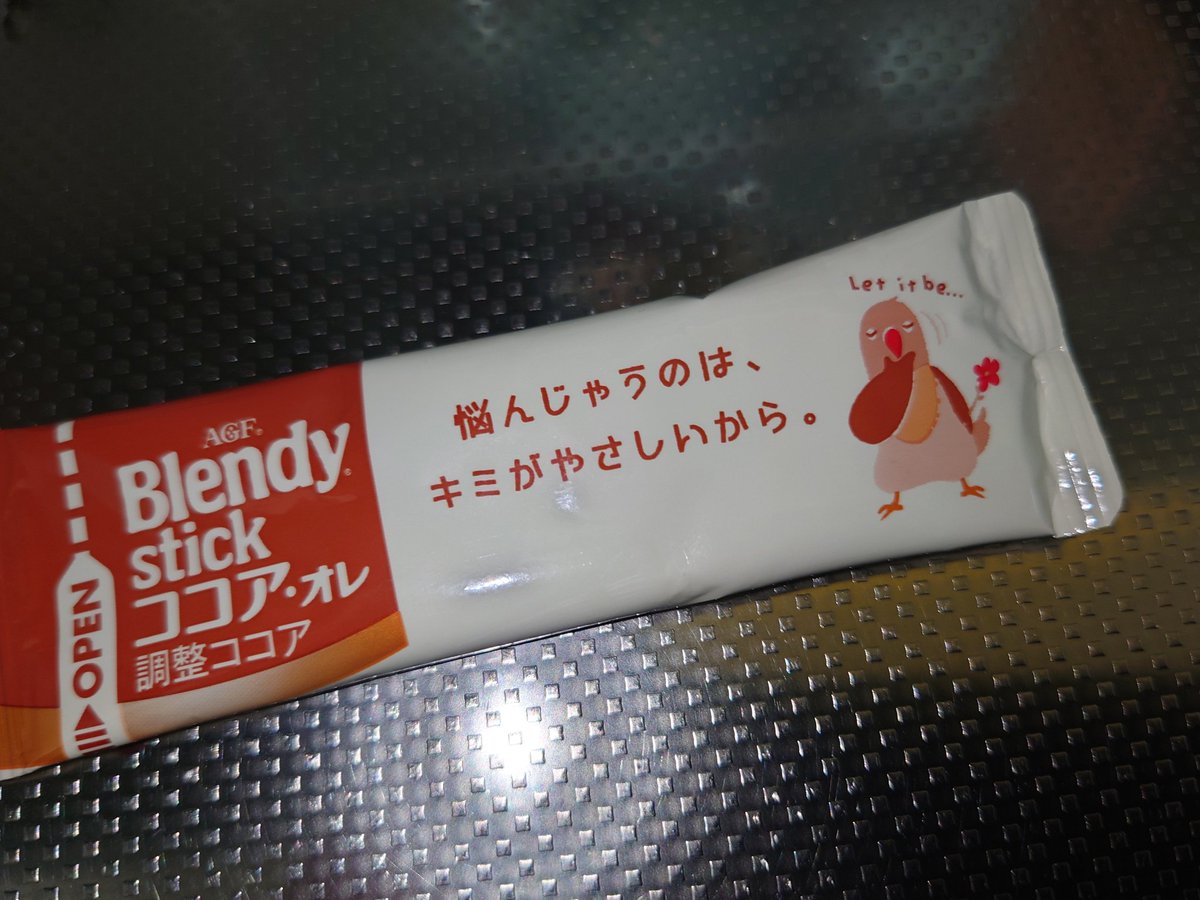 AGF®
Blendy®
stick
ココア・オレ
調整ココア
OPEN
悩んじゃうのは、
キミがやさしいから。
Let it be...